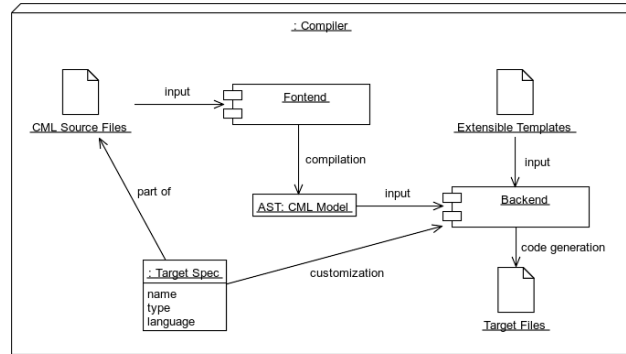 : Compiler
CML Source Files
input
Fontend
Extensible Templates
compilation
input
part of
AST: CML Model
input
Backend
: Target Spec
name
type
language
customization
code generation
Target Files